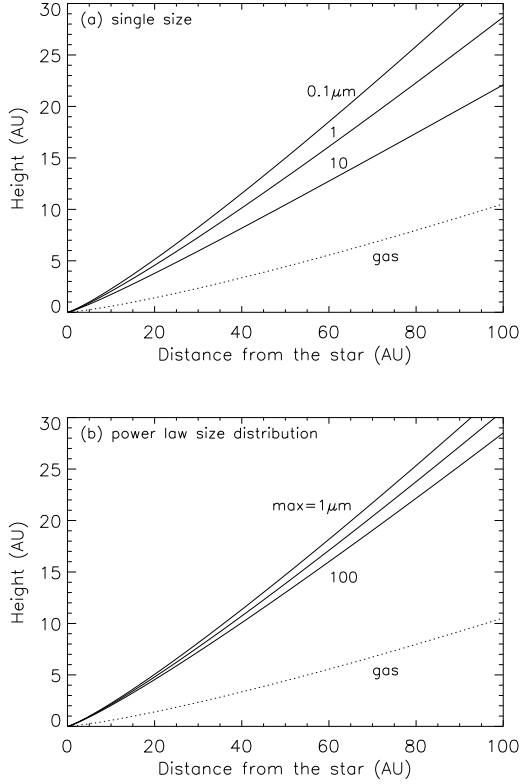 (a) single size
30
25
20
15
10
5
0
Height (AU)
0.1μm
1
10
gas
0 20 40 60 80 100
Distance from the star (AU)
(b) power law size distribution
30
25
20
15
10
5
0
Height (AU)
max=1μm
100
gas
0 20 40 60 80 100
Distance from the star (AU)